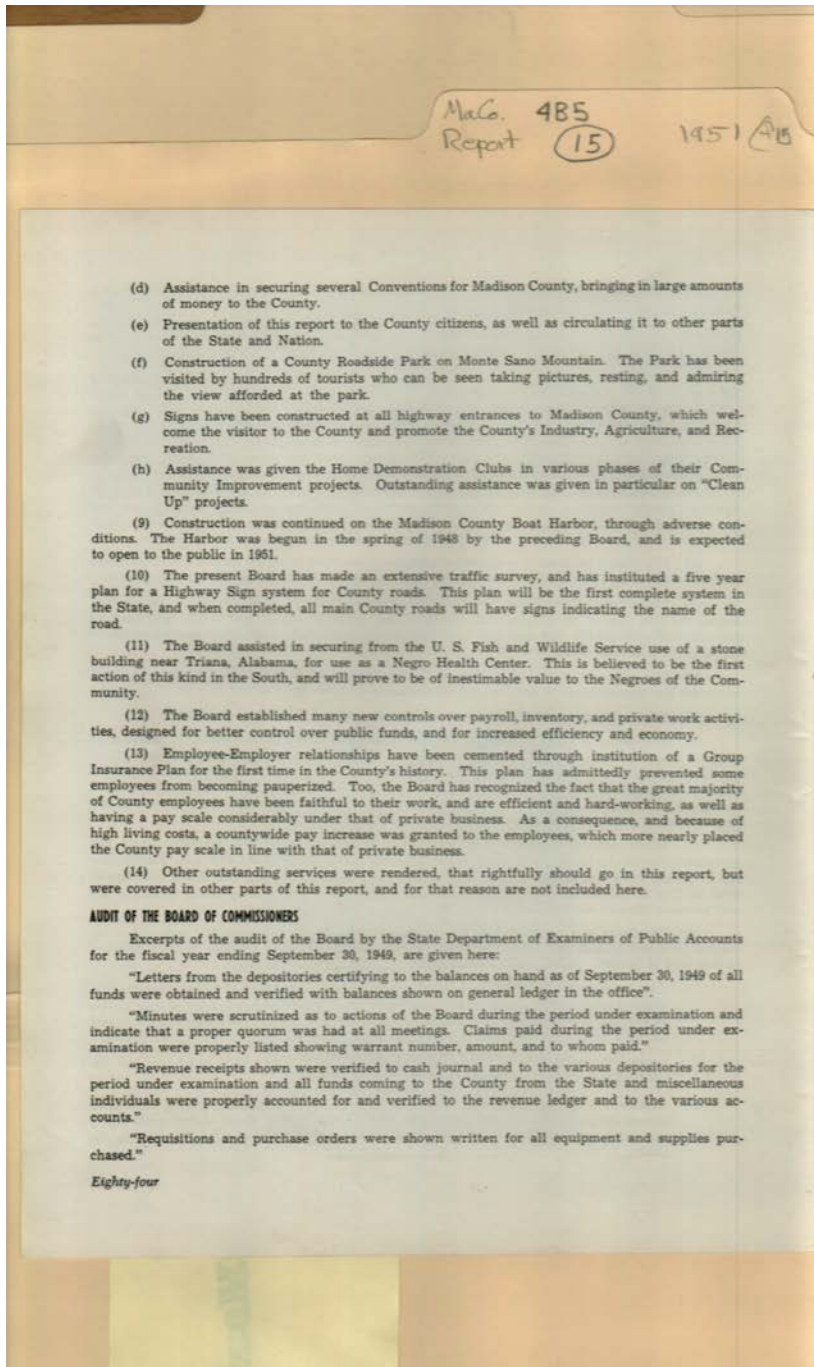 MaCo. 485
Report 15 1951
(d) Assistance in securing several Conventions for Madison County, bringing in large amounts
of money to the County.
(e) Presentation of this report to the County citizens, as well as circulating it to other parts
of the State and Nation.
(f) Construction of a County Roadside Park on Monte Sano Mountain. The Park has been
visited by hundreds of tourists who can be seen taking pictures, resting, and admiring
the view afforded at the park.
(g) Signs have been constructed at all highway entrances to Madison County, which wel-
come the visitor to the County and promote the County's Industry, Agriculture, and Rec-
reation.
(h) Assistance was given the Home Demonstration Clubs in various phases of their Com-
munity Improvement projects. Outstanding assistance was given in particular on "Clean
Up" projects.
(9) Construction was continued on the Madison County Boat Harbor, through adverse con-
ditions. The Harbor was begun in the spring of 1948 by the preceding Board, and is expected
to open to the public in 1951.
(10) The present Board has made an extensive traffic survey, and has instituted a five year
plan for a Highway Sign system for County roads. This plan will be the first complete system in
the State, and when completed, all main County roads will have signs indicating the name of the
road.
(11) The Board assisted in securing from the U. S. Fish and Wildlife Service use of a stone
building near Triana, Alabama, for use as a Negro Health Center. This is believed to be the first
action of this kind in the South, and will prove to be of inestimable value to the Negroes of the Com-
munity.
(12) The Board established many new controls over payroll, inventory, and private work activi-
ties, designed for better control over public funds, and for increased efficiency and economy.
(13) Employee-Employer relationships have been cemented through institution of a Group
Insurance Plan for the first time in the County's history. This plan has admittedly prevented some
employees from becoming pauperized. Too, the Board has recognized the fact that the great majority
of County employees have been faithful to their work, and are efficient and hard-working, as well as
having a pay scale considerably under that of private business. As a consequence, and because of
high living costs, a countywide pay increase was granted to the employees, which more nearly placed
the County pay scale in line with that of private business.
(14) Other outstanding services were rendered, that rightfully should go in this report, but
were covered in other parts of this report, and for that reason are not included here.
AUDIT OF THE BOARD OF COMMISSIONERS
Excerpts of the audit of the Board by the State Department of Examiners of Public Accounts
for the fiscal year ending September 30, 1949, are given here:
"Letters from the depositories certifying to the balances on hand as of September 30, 1949 of all
funds were obtained and verified with balances shown on general ledger in the office".
"Minutes were scrutinized as to actions of the Board during the period under examination and
indicate that a proper quorum was had at all meetings. Claims paid during the period under ex-
amination were properly listed showing warrant number, amount, and to whom paid."
"Revenue receipts shown were verified to cash journal and to the various depositories for the
period under examination and all funds coming to the County from the State and miscellaneous
individuals were properly accounted for and verified to the revenue ledger and to the various ac-
counts."
"Requisitions and purchase orders were shown written for all equipment and supplies pur-
chased."
Eighty-four